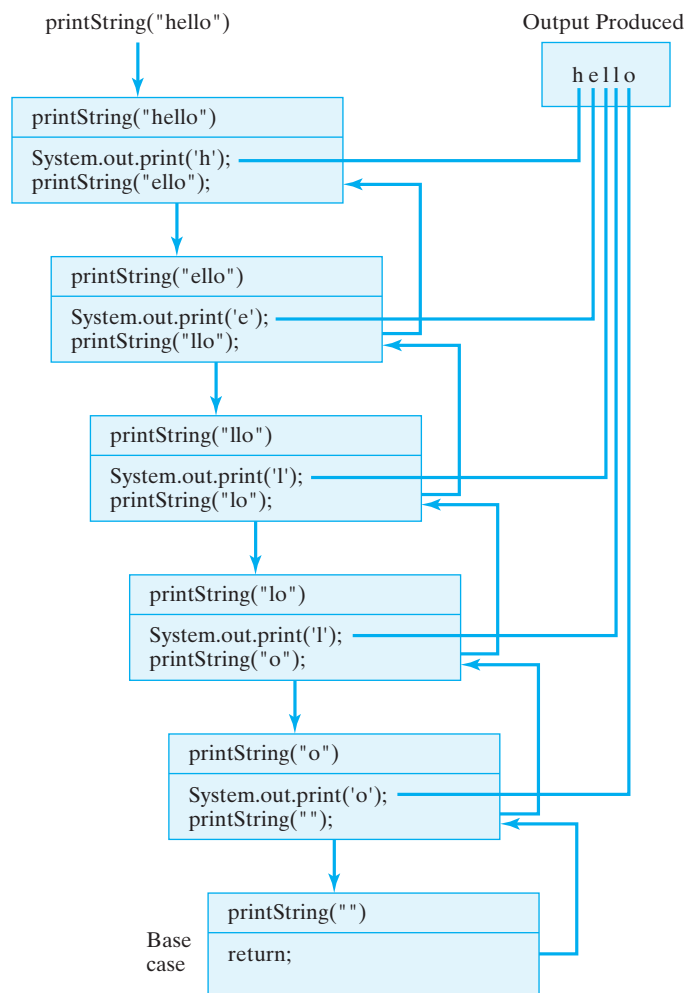 printString("hello")
Output Produced
h e l l o
printString("hello")
System.out.print('h');
printString("ello");
printString("ello")
System.out.print('e');
printString("llo");
printString("llo")
System.out.print('l');
printString("lo");
printString("lo")
System.out.print('l');
printString("o");
printString("o")
System.out.print('o');
printString("");
printString("")
Base
case
return;